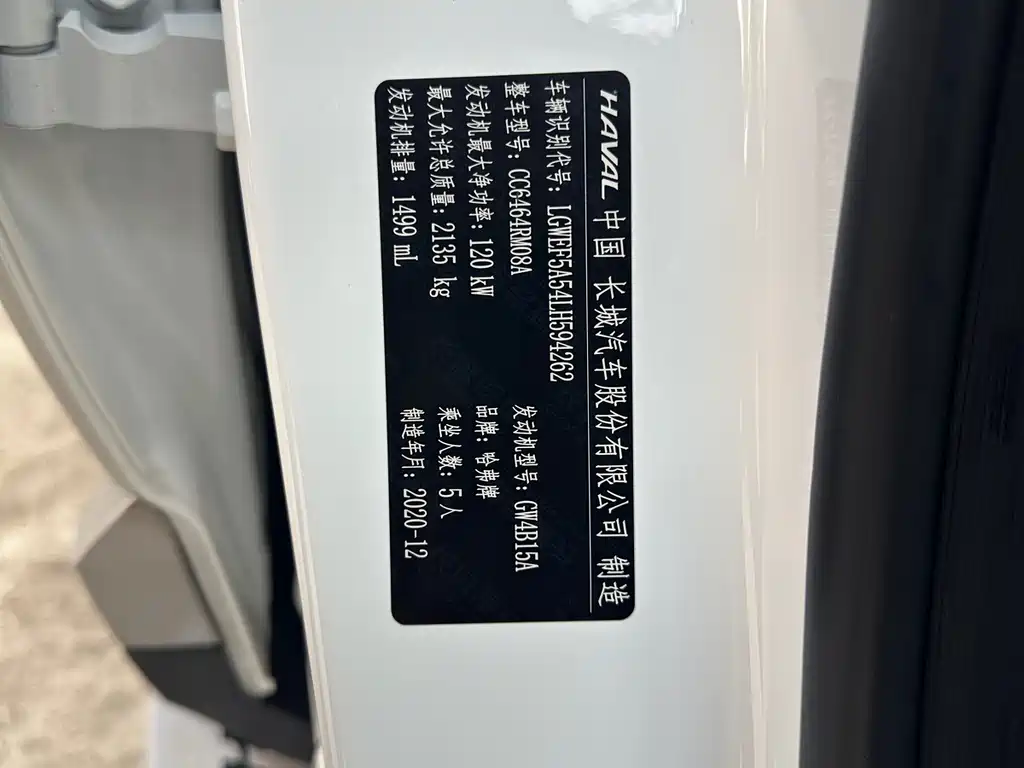 HAVAL 中国 长城汽车股份有限公司 制造
车辆识别代号: LGWEF5A54LH594262
整车型号: CC6464RM08A 发动机型号: GW4B15A
发动机最大净功率: 120 kW 品牌: 哈弗牌
最大允许总质量: 2135 kg 乘坐人数: 5 人
发动机排量: 1499 mL 制造年月: 2020-12